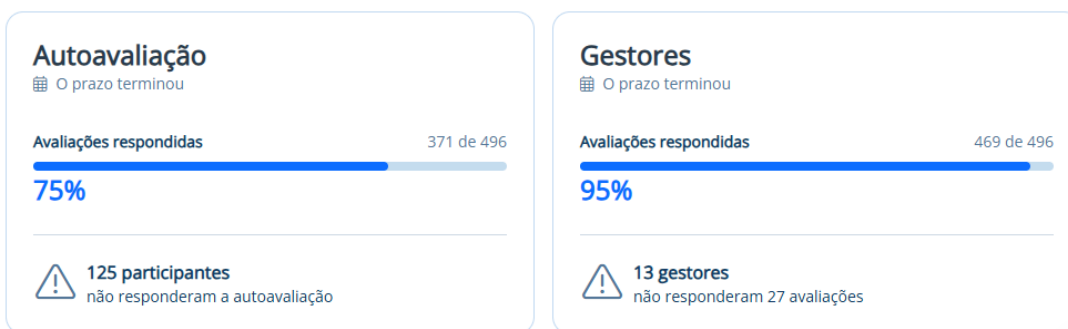 Autoavaliação
O prazo terminou
Avaliações respondidas 371 de 496
75%
125 participantes
não responderam a autoavaliação
Gestores
O prazo terminou
Avaliações respondidas 469 de 496
95%
13 gestores
não responderam 27 avaliações